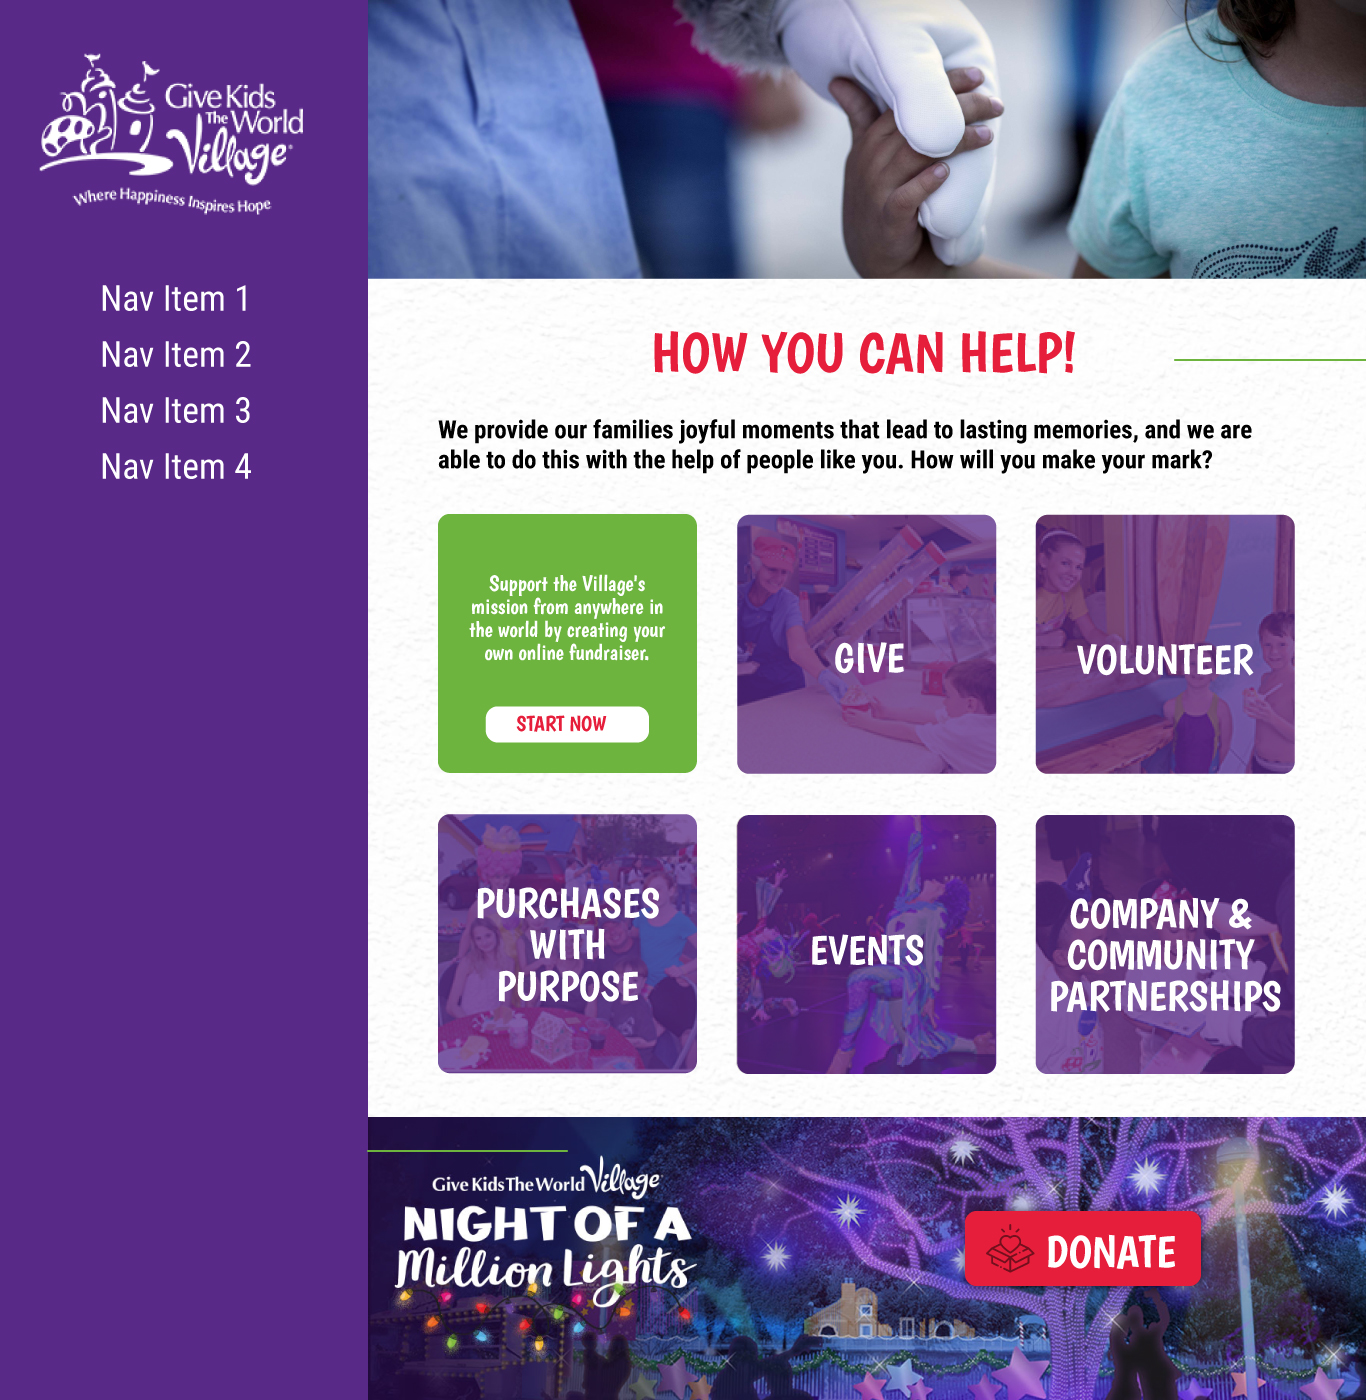 Give Kids
The World
Village®
Where Happiness Inspires Hope
Nav Item 1
Nav Item 2
Nav Item 3
Nav Item 4
HOW YOU CAN HELP!
We provide our families joyful moments that lead to lasting memories, and we are
able to do this with the help of people like you. How will you make your mark?
Support the Village's
mission from anywhere in
the world by creating your
own online fundraiser.
START NOW
GIVE
VOLUNTEER
PURCHASES
WITH
PURPOSE
EVENTS
COMPANY &
COMMUNITY
PARTNERSHIPS
Give Kids The World Village
NIGHT OF A
Million Lights
DONATE